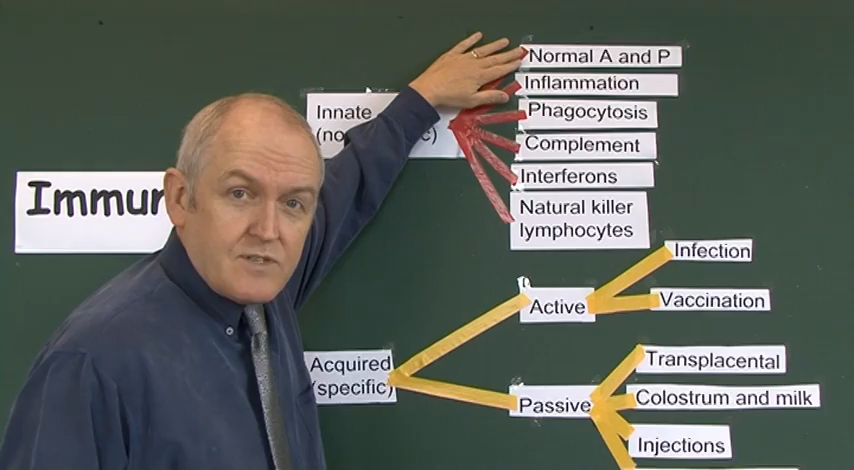 Immun
Innate
(no c)
Normal A and P
Inflammation
Phagocytosis
Complement
Interferons
Natural killer
lymphocytes
Acquired
(specific)
Active
Infection
Vaccination
Passive
Transplacental
Colostrum and milk
Injections